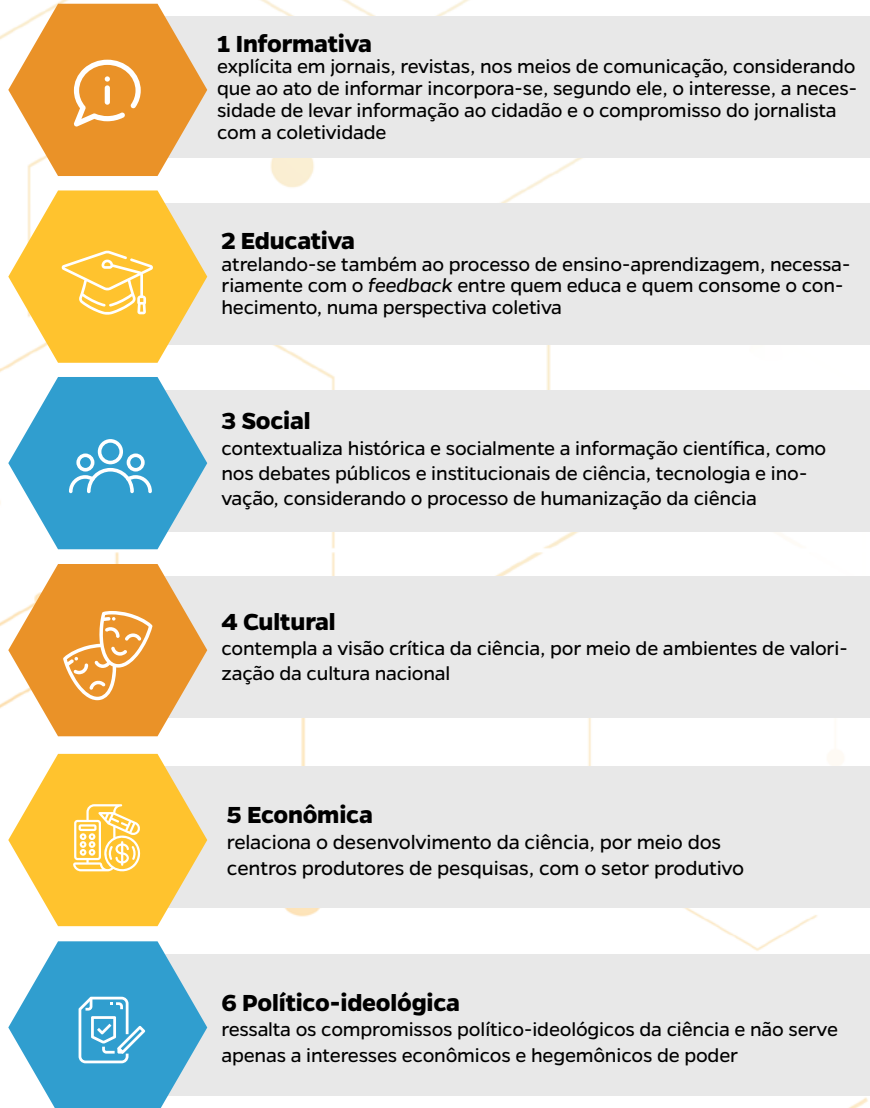 1 Informativa
explícita em jornais, revistas, nos meios de comunicação, considerando
que ao ato de informar incorpora-se, segundo ele, o interesse, a neces-
sidade de levar informação ao cidadão e o compromisso do jornalista
com a coletividade
2 Educativa
atrelando-se também ao processo de ensino-aprendizagem, necessa-
riamente com o feedback entre quem educa e quem consome o con-
hecimento, numa perspectiva coletiva
3 Social
contextualiza histórica e socialmente a informação científica, como
nos debates públicos e institucionais de ciência, tecnologia e ino-
vação, considerando o processo de humanização da ciência
4 Cultural
contempla a visão crítica da ciência, por meio de ambientes de valori-
zação da cultura nacional
5 Econômica
relaciona o desenvolvimento da ciência, por meio dos
centros produtores de pesquisas, com o setor produtivo
6 Político-ideológica
ressalta os compromissos político-ideológicos da ciência e não serve
apenas a interesses econômicos e hegemônicos de poder